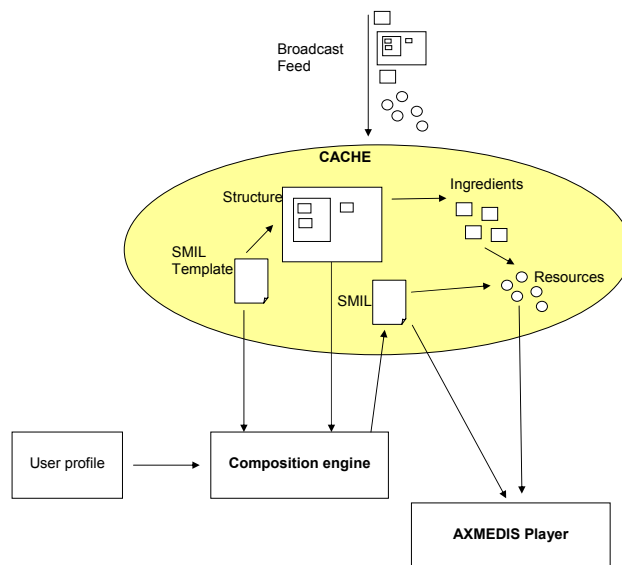 Broadcast
Feed
CACHE
Structure
Ingredients
SMIL
Template
SMIL
Resources
User profile
Composition engine
AXMEDIS Player